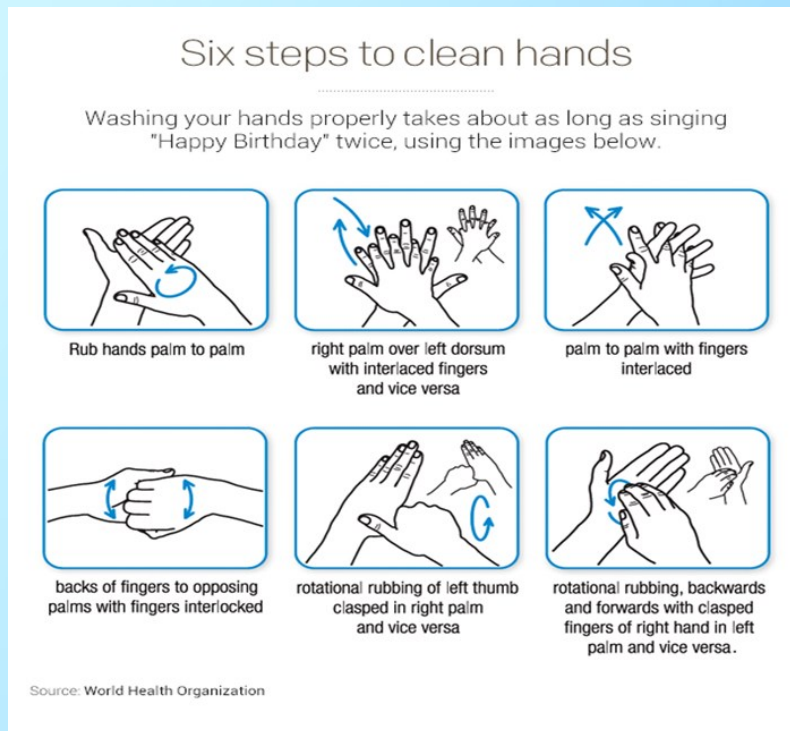 Six steps to clean hands
Washing your hands properly takes about as long as singing
"Happy Birthday" twice, using the images below.
Rub hands palm to palm
right palm over left dorsum
with interlaced fingers
and vice versa
palm to palm with fingers
interlaced
backs of fingers to opposing
palms with fingers interlocked
rotational rubbing of left thumb
clasped in right palm
and vice versa
rotational rubbing, backwards
and forwards with clasped
fingers of right hand in left
palm and vice versa.
Source: World Health Organization